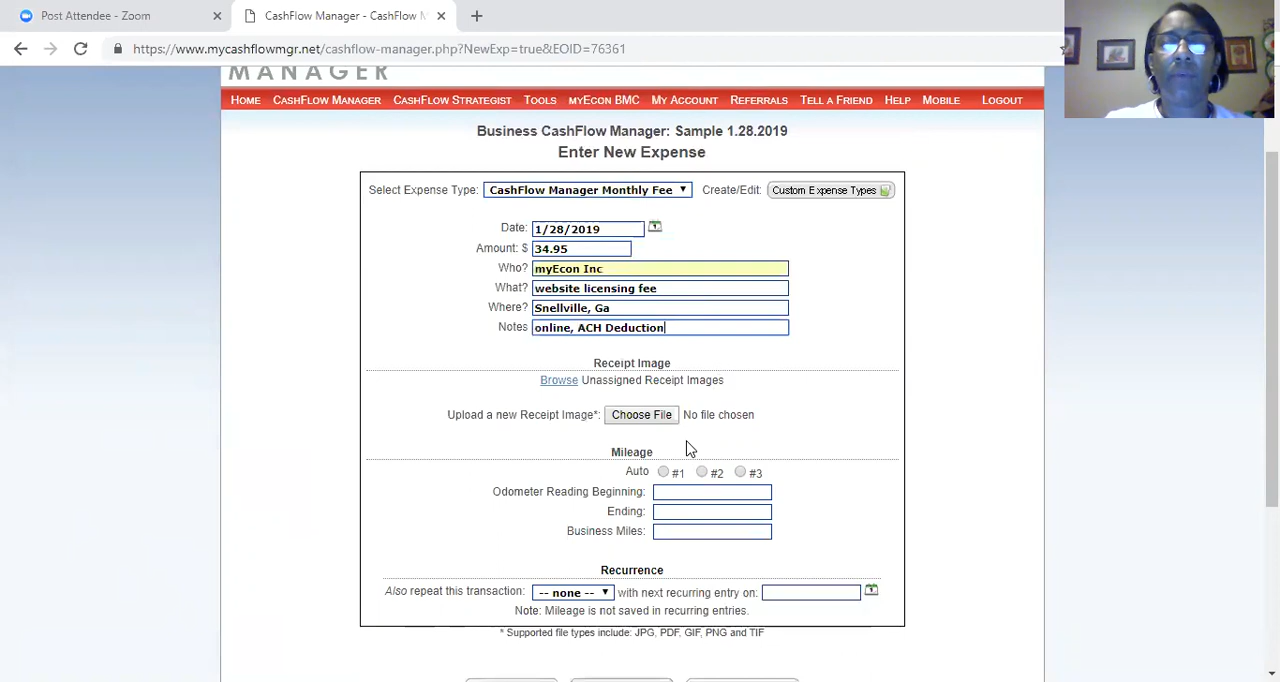 Post Attendee - Zoom
CashFlow Manager - CashFlow M
https://www.mycashflowmgr.net/cashflow-manager.php?NewExp=true&EOID=76361
MANAGER
HOME CASHFLOW MANAGER CASHFLOW STRATEGIST TOOLS MYECON BMC MY ACCOUNT REFERRALS TELL A FRIEND HELP MOBILE LOGOUT
Business CashFlow Manager: Sample 1.28.2019
Enter New Expense
Select Expense Type: CashFlow Manager Monthly Fee Create/Edit: Custom Expense Types
Date: 1/28/2019
Amount: $ 34.95
Who? myEcon Inc
What? website licensing fee
Where? Snellville, Ga
Notes online, ACH Deduction
Receipt Image
Browse Unassigned Receipt Images
Upload a new Receipt Image*: Choose File No file chosen
Mileage
Auto #1 #2 #3
Odometer Reading Beginning:
Ending:
Business Miles:
Recurrence
Also repeat this transaction: -- none -- with next recurring entry on:
Note: Mileage is not saved in recurring entries.
* Supported file types include: JPG, PDF, GIF, PNG and TIF